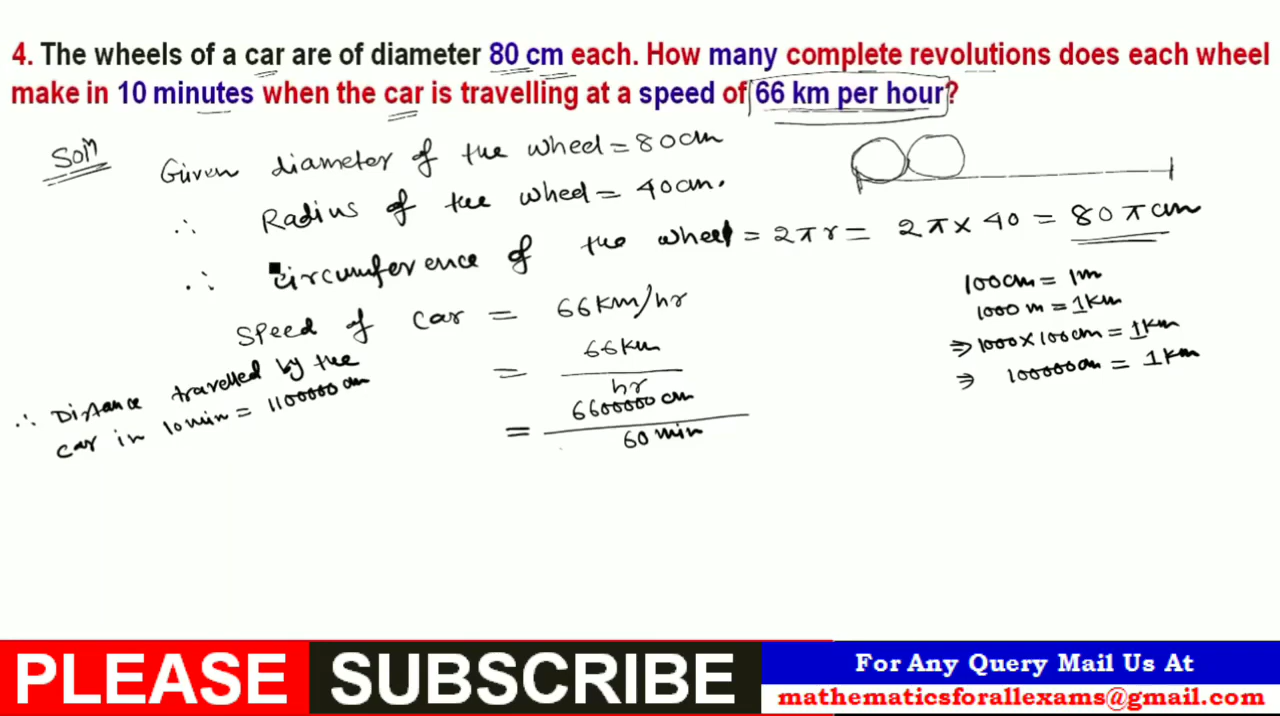 4. The wheels of a car are of diameter 80 cm each. How many complete revolutions does each wheel
make in 10 minutes when the car is travelling at a speed of 66 km per hour?
Soln
Given diameter of the wheel = 80cm
∴ Radius of the wheel = 40cm.
∴ Circumference of the wheel = 2πr = 2π × 40 = 80π cm
Speed of car = 66km/hr
= 66km / hr
= 6600000 cm / 60 min
∴ Distance travelled by the
car in 10 min = 1100000 cm
100cm = 1m
1000 m = 1km
⇒ 1000×100cm = 1km
⇒ 100000cm = 1km
PLEASE SUBSCRIBE
For Any Query Mail Us At
mathematicsforallexams@gmail.com